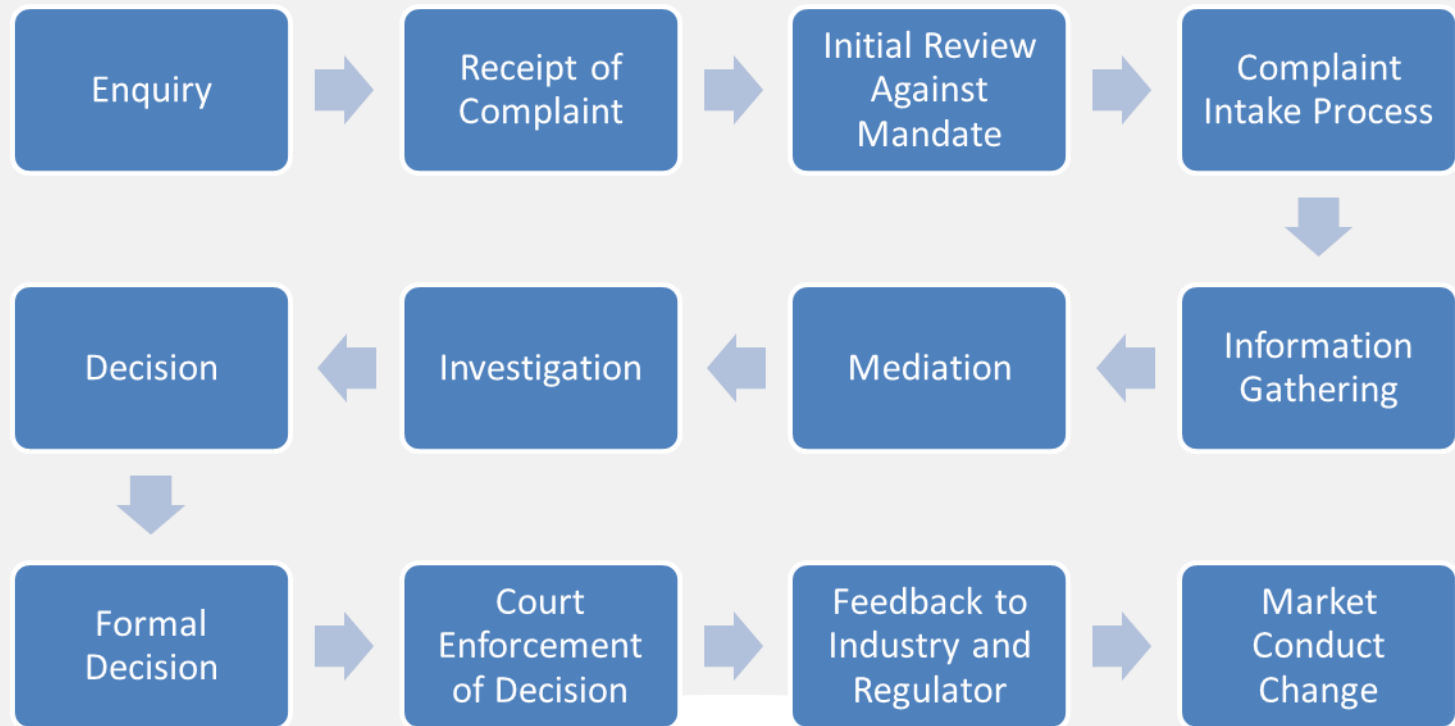 Enquiry
Receipt of
Complaint
Initial Review
Against
Mandate
Complaint
Intake Process
Information
Gathering
Mediation
Investigation
Decision
Formal
Decision
Court
Enforcement
of Decision
Feedback to
Industry and
Regulator
Market
Conduct
Change